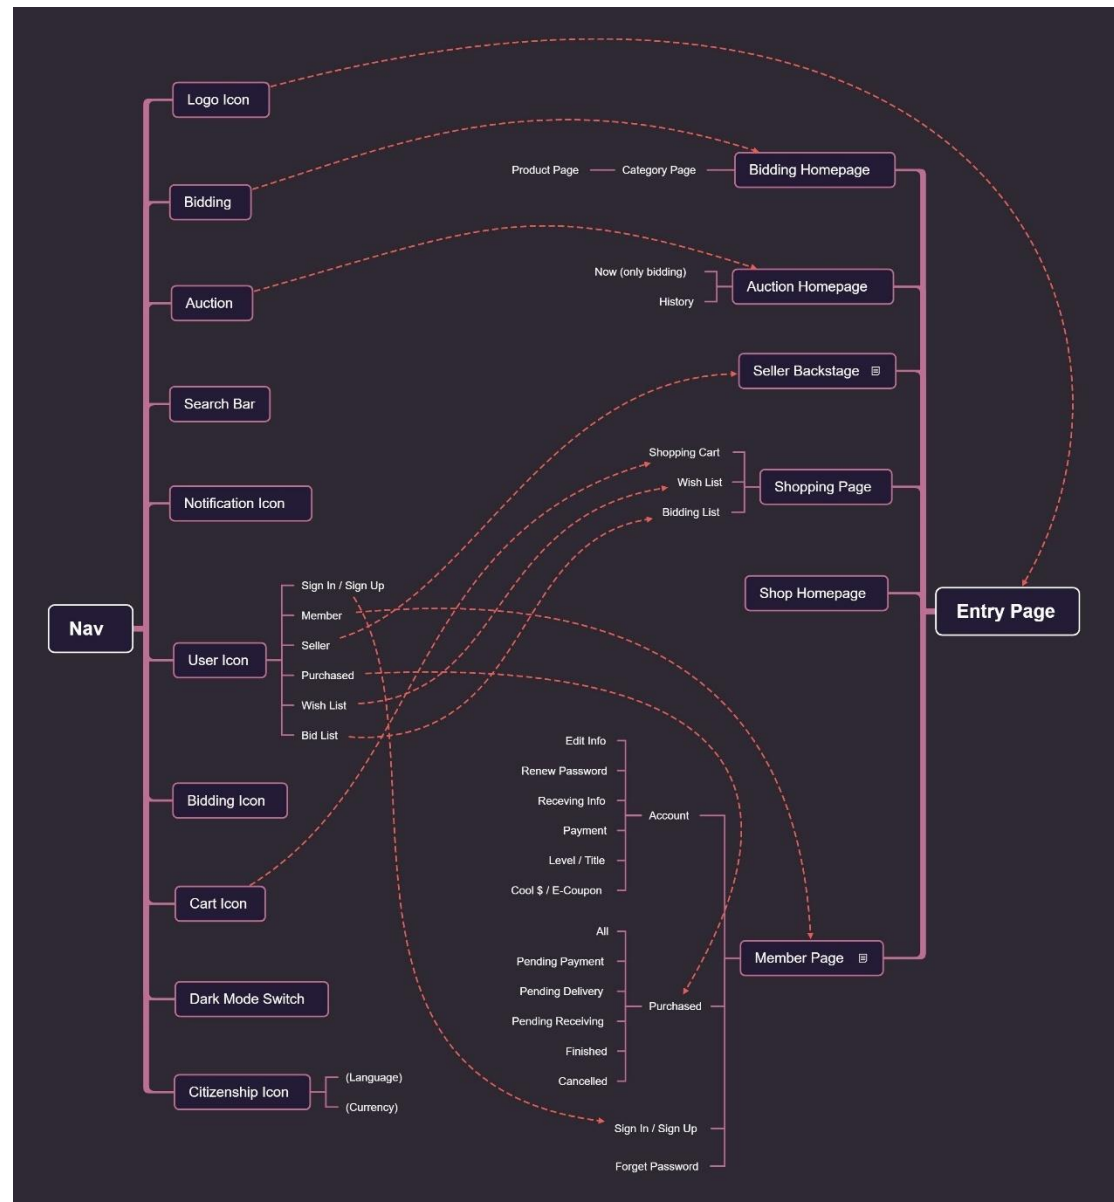 Nav
Logo Icon
Bidding
Auction
Search Bar
Notification Icon
User Icon
Sign In / Sign Up
Member
Seller
Purchased
Wish List
Bid List
Bidding Icon
Cart Icon
Dark Mode Switch
Citizenship Icon
(Language)
(Currency)
Entry Page
Bidding Homepage
Category Page
Product Page
Auction Homepage
Now (only bidding)
History
Seller Backstage
Shopping Page
Shopping Cart
Wish List
Bidding List
Shop Homepage
Member Page
Account
Edit Info
Renew Password
Receving Info
Payment
Level / Title
Cool $ / E-Coupon
Purchased
All
Pending Payment
Pending Delivery
Pending Receiving
Finished
Cancelled
Sign In / Sign Up
Forget Password